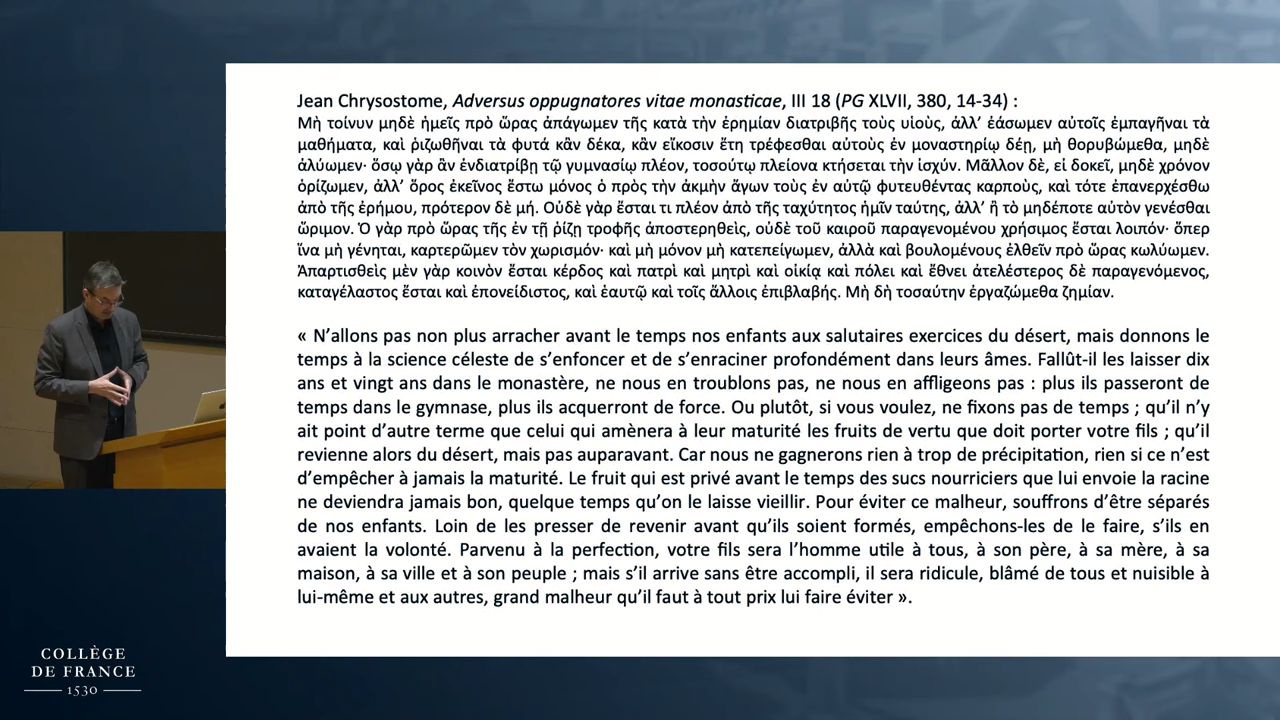 Jean Chrysostome, Adversus oppugnatores vitae monasticae, III 18 (PG XLVII, 380, 14-34) :
Μὴ τοίνυν μηδὲ ἡμεῖς πρὸ ὥρας ἀπάγωμεν τῆς κατὰ τὴν ἐρημίαν διατριβῆς τοὺς υἱοὺς, ἀλλ’ ἐάσωμεν αὐτοῖς ἐμπαγῆναι τὰ
μαθήματα, καὶ ῥιζωθῆναι τὰ φυτά κἂν δέκα, κἂν εἴκοσιν ἔτη τρέφεσθαι αὐτοὺς ἐν μοναστηρίῳ δέῃ, μὴ θορυβώμεθα, μηδὲ
ἀλύωμεν· ὅσῳ γὰρ ἂν ἐνδιατρίβῃ τῷ γυμνασίῳ πλέον, τοσούτῳ πλείονα κτήσεται τὴν ἰσχύν. Μᾶλλον δὲ, εἰ δοκεῖ, μηδὲ χρόνον
ὁρίζωμεν, ἀλλ’ ὅρος ἐκεῖνος ἔστω μόνος ὁ πρὸς τὴν ἀκμὴν ἄγων τοὺς ἐν αὐτῷ φυτευθέντας καρποὺς, καὶ τότε ἐπανερχέσθω
ἀπὸ τῆς ἐρήμου, πρότερον δὲ μή. Οὐδὲ γὰρ ἔσται τι πλέον ἀπὸ τῆς ταχύτητος ἡμῖν ταύτης, ἀλλ’ ἢ τὸ μηδέποτε αὐτὸν γενέσθαι
ὥριμον. Ὁ γὰρ πρὸ ὥρας τῆς ἐν τῇ ῥίζῃ τροφῆς ἀποστερηθεὶς, οὐδὲ τοῦ καιροῦ παραγενομένου χρήσιμος ἔσται λοιπόν· ὅπερ
ἵνα μὴ γένηται, καρτερῶμεν τὸν χωρισμόν· καὶ μὴ μόνον μὴ κατεπείγωμεν, ἀλλὰ καὶ βουλομένους ἐλθεῖν πρὸ ὥρας κωλύωμεν.
Ἀπαρτισθεὶς μὲν γὰρ κοινὸν ἔσται κέρδος καὶ πατρὶ καὶ μητρὶ καὶ οἰκίᾳ καὶ πόλει καὶ ἔθνει ἀτελέστερος δὲ παραγενόμενος,
καταγέλαστος ἔσται καὶ ἐπονείδιστος, καὶ ἑαυτῷ καὶ τοῖς ἄλλοις ἐπιβλαβής. Μὴ δὴ τοσαύτην ἐργαζώμεθα ζημίαν.
« N’allons pas non plus arracher avant le temps nos enfants aux salutaires exercices du désert, mais donnons le
temps à la science céleste de s’enfoncer et de s’enraciner profondément dans leurs âmes. Fallût-il les laisser dix
ans et vingt ans dans le monastère, ne nous en troublons pas, ne nous en affligeons pas : plus ils passeront de
temps dans le gymnase, plus ils acquerront de force. Ou plutôt, si vous voulez, ne fixons pas de temps ; qu’il n’y
ait point d’autre terme que celui qui amènera à leur maturité les fruits de vertu que doit porter votre fils ; qu’il
revienne alors du désert, mais pas auparavant. Car nous ne gagnerons rien à trop de précipitation, rien si ce n’est
d’empêcher à jamais la maturité. Le fruit qui est privé avant le temps des sucs nourriciers que lui envoie la racine
ne deviendra jamais bon, quelque temps qu’on le laisse vieillir. Pour éviter ce malheur, souffrons d’être séparés
de nos enfants. Loin de les presser de revenir avant qu’ils soient formés, empêchons-les de le faire, s’ils en
avaient la volonté. Parvenu à la perfection, votre fils sera l’homme utile à tous, à son père, à sa mère, à sa
maison, à sa ville et à son peuple ; mais s’il arrive sans être accompli, il sera ridicule, blâmé de tous et nuisible à
lui-même et aux autres, grand malheur qu’il faut à tout prix lui faire éviter ».
COLLÈGE
DE FRANCE
1530